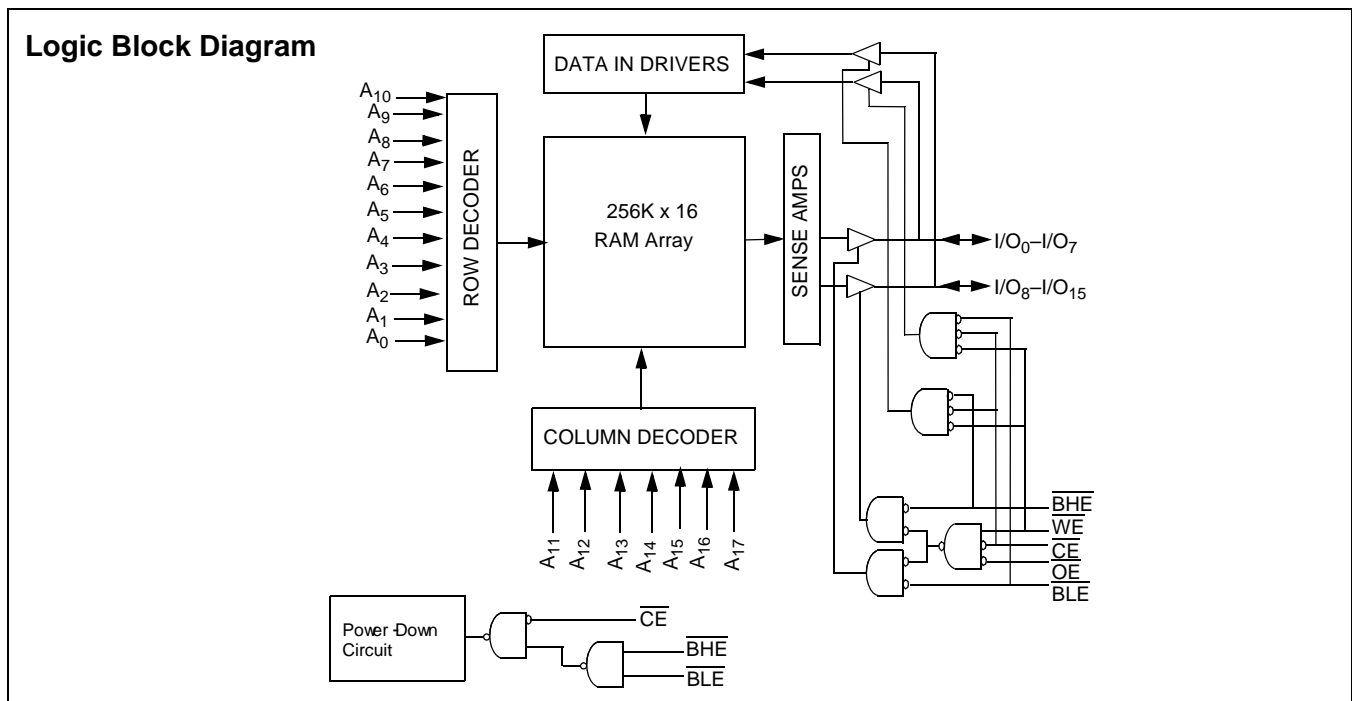 Logic Block Diagram
DATA IN DRIVERS
A10
A9
A8
A7
A6
A5
A4
A3
A2
A1
A0
ROW DECODER
256K x 16
RAM Array
SENSE AMPS
I/O0–I/O7
I/O8–I/O15
COLUMN DECODER
A11
A12
A13
A14
A15
A16
A17
BHE
WE
CE
OE
BLE
Power-Down
Circuit
CE
BHE
BLE